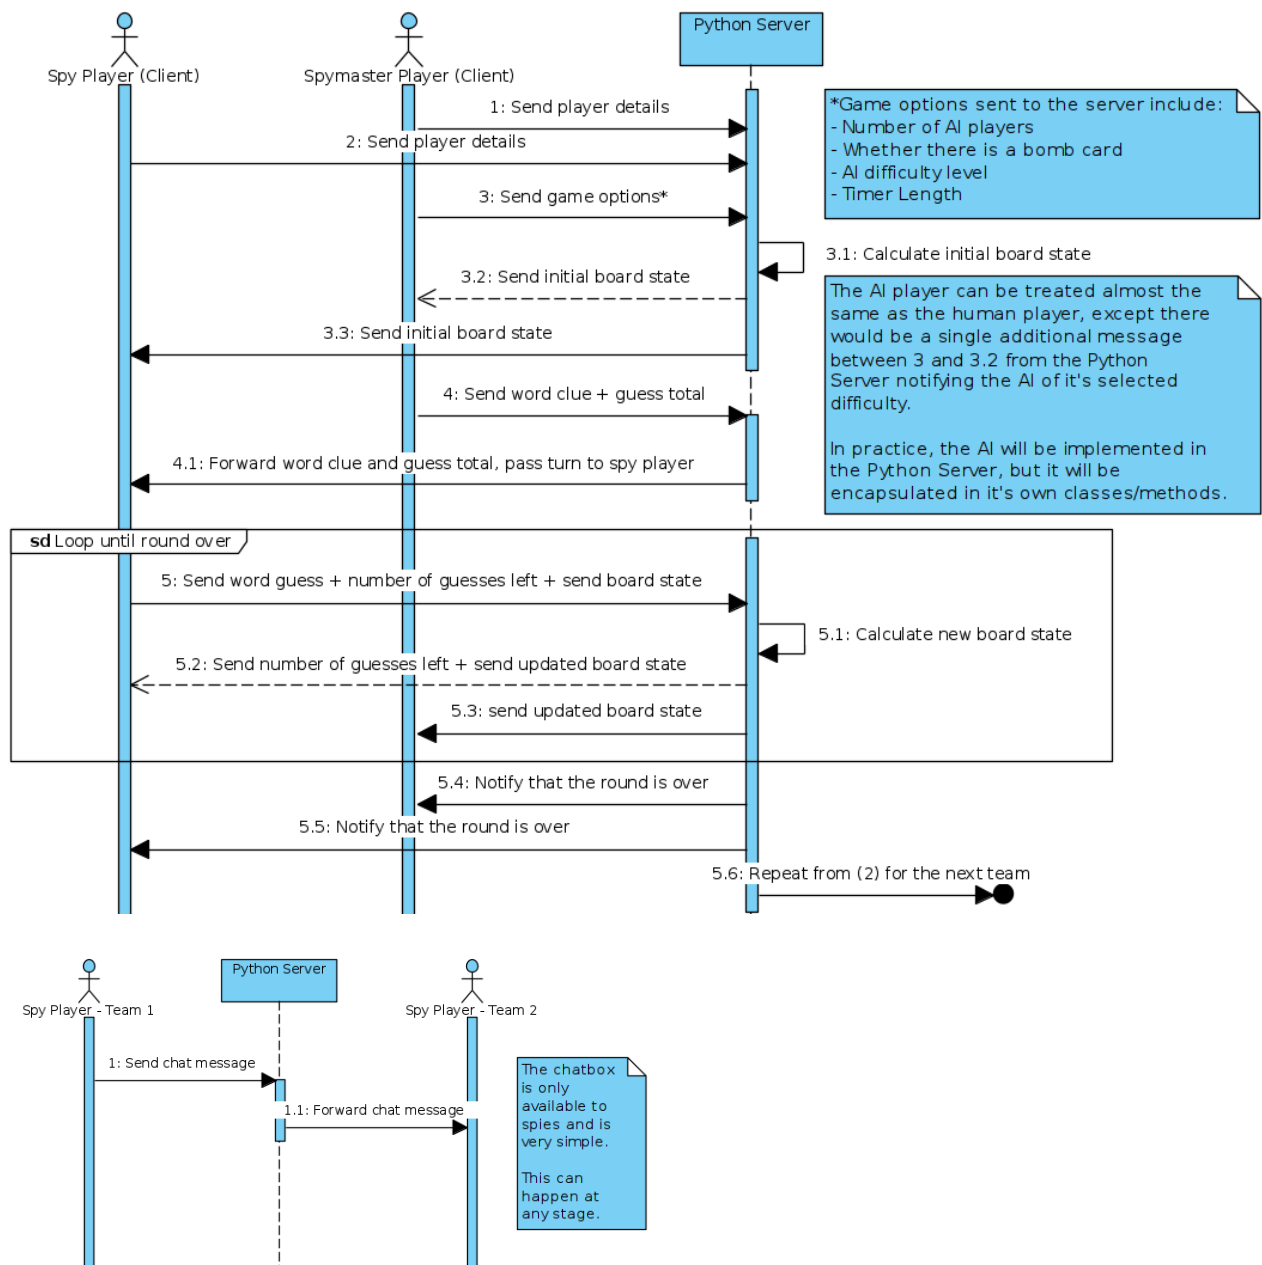 Spy Player (Client)
Spymaster Player (Client)
Python Server
1: Send player details
2: Send player details
3: Send game options*
*Game options sent to the server include:
- Number of AI players
- Whether there is a bomb card
- AI difficulty level
- Timer Length
3.1: Calculate initial board state
3.2: Send initial board state
3.3: Send initial board state
The AI player can be treated almost the
same as the human player, except there
would be a single additional message
between 3 and 3.2 from the Python
Server notifying the AI of it's selected
difficulty.
In practice, the AI will be implemented in
the Python Server, but it will be
encapsulated in it's own classes/methods.
4: Send word clue + guess total
4.1: Forward word clue and guess total, pass turn to spy player
sd Loop until round over
5: Send word guess + number of guesses left + send board state
5.1: Calculate new board state
5.2: Send number of guesses left + send updated board state
5.3: send updated board state
5.4: Notify that the round is over
5.5: Notify that the round is over
5.6: Repeat from (2) for the next team
Spy Player - Team 1
Python Server
Spy Player - Team 2
1: Send chat message
1.1: Forward chat message
The chatbox
is only
available to
spies and is
very simple.
This can
happen at
any stage.